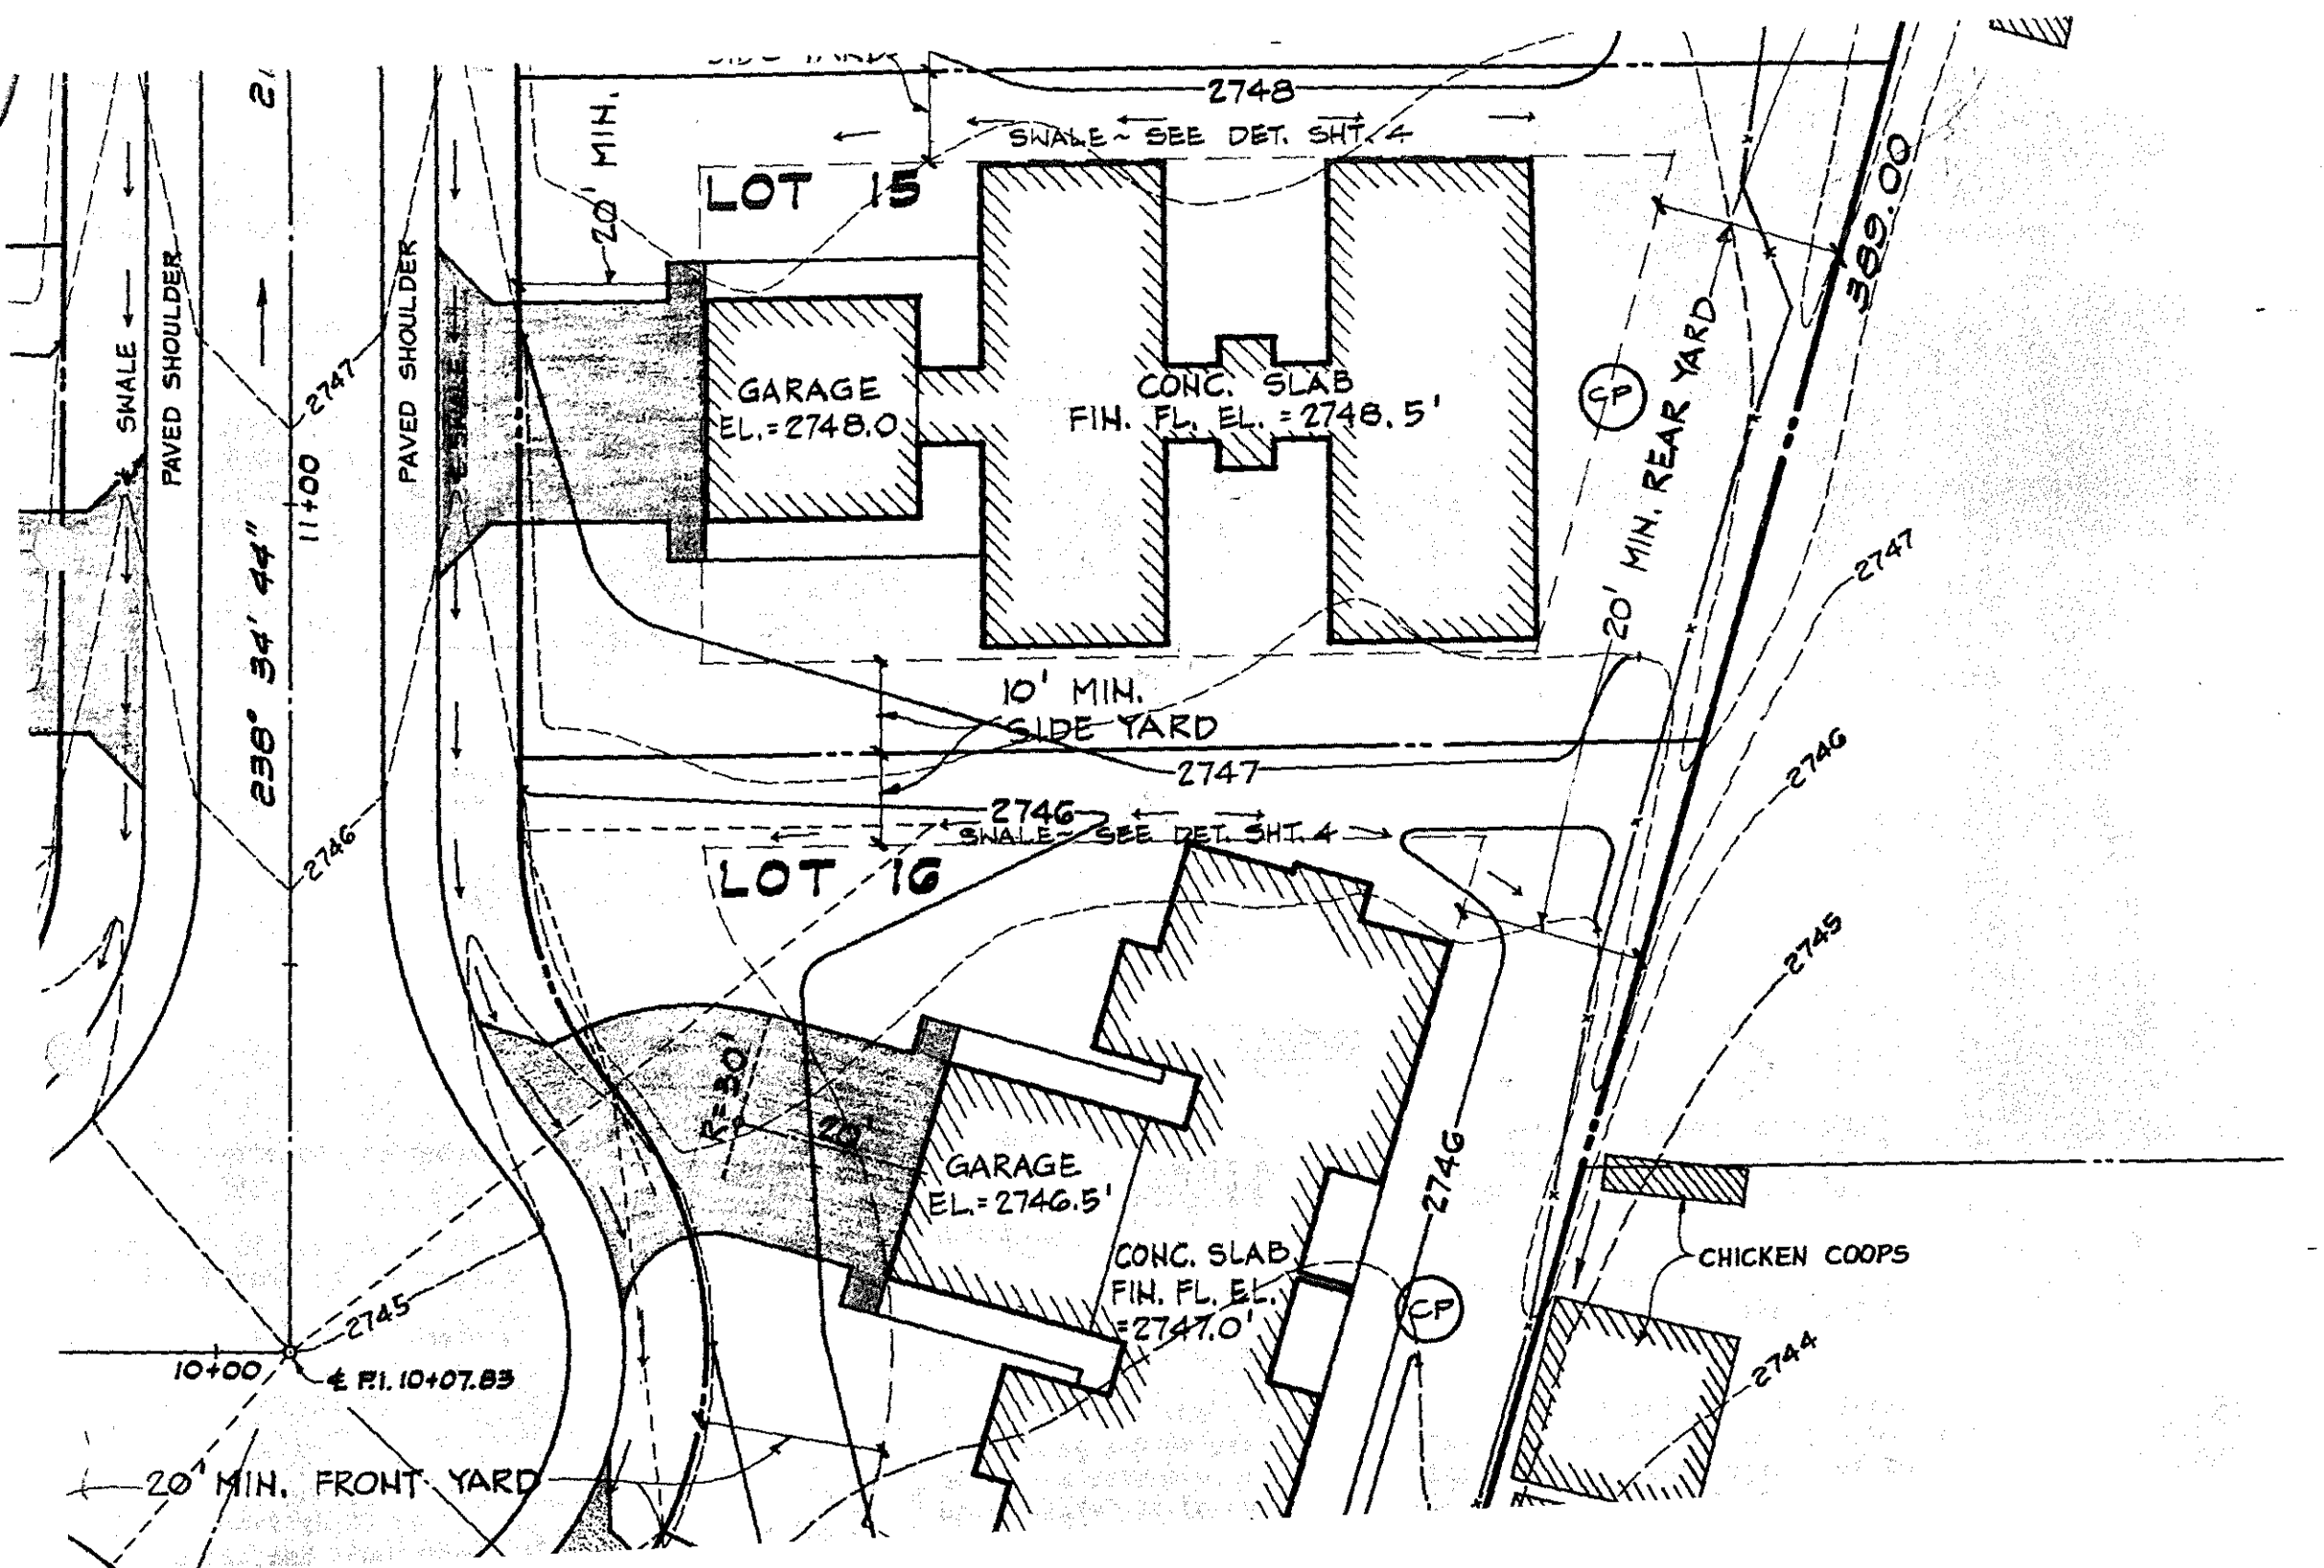 20' MIN.
2748
SWALE~ SEE DET. SHT. 4
LOT 15
389.00
SWALE
PAVED SHOULDER
2747
PAVED SHOULDER
℄ SWALE
GARAGE
EL.=2748.0
CONC. SLAB
FIN. FL. EL. = 2748.5'
CP
20' MIN. REAR YARD
11+00
238° 34' 44"
2747
10' MIN.
SIDE YARD
2747
2746
2746
SWALE~ SEE DET. SHT. 4
2746
LOT 16
2745
R=30'
20'
GARAGE
EL.=2746.5'
2746
CONC. SLAB
FIN. FL. EL.
=2747.0'
CP
CHICKEN COOPS
2745
2744
10+00
℄ P.I. 10+07.83
20' MIN. FRONT YARD